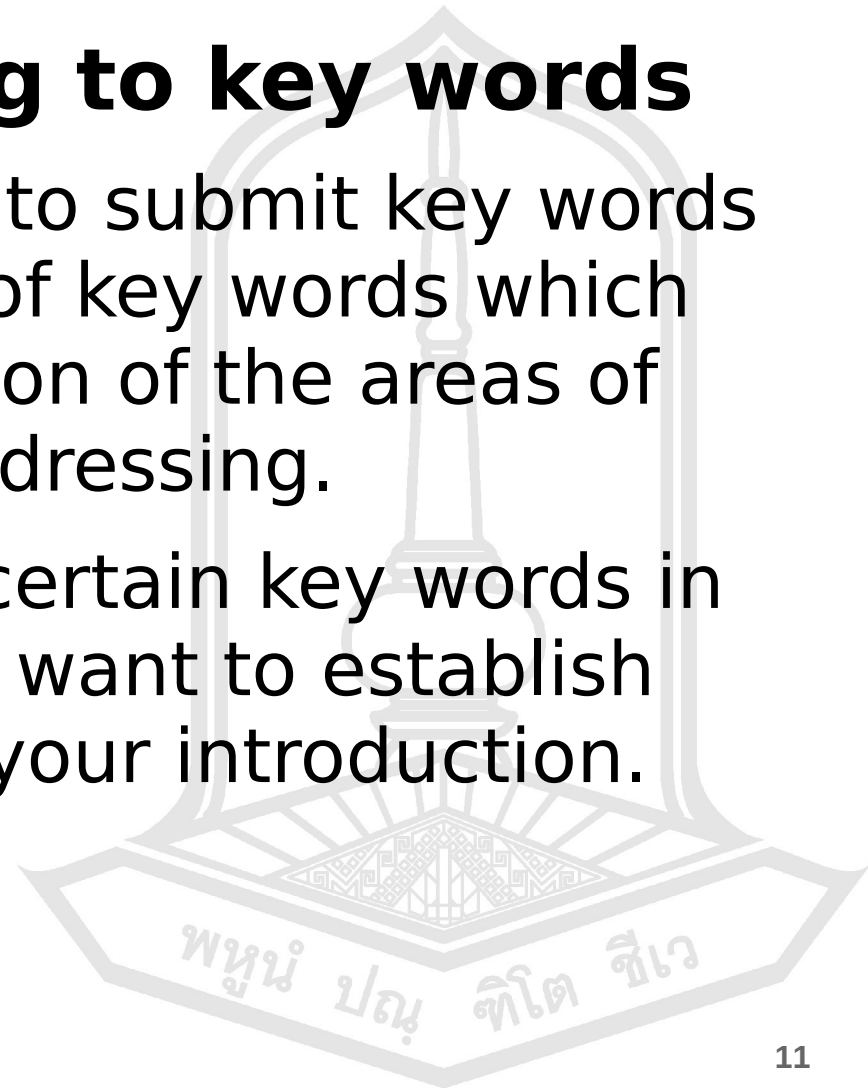 g to key words
to submit key words
of key words which
on of the areas of
dressing.
certain key words in
want to establish
your introduction.
พหูนํ ปณฺฑิโต ชีเว
11